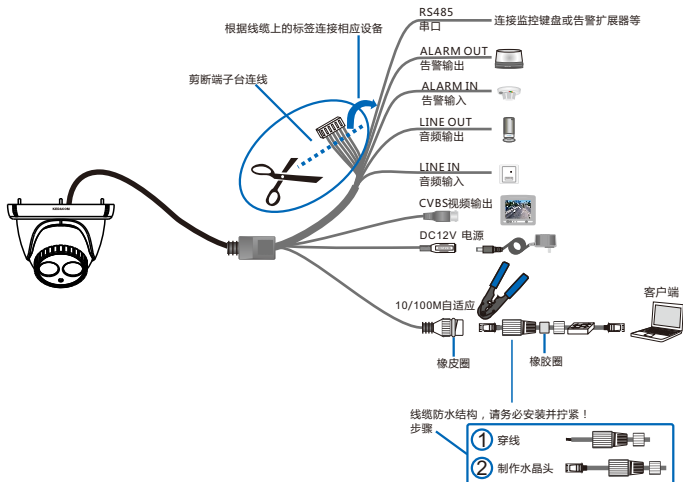 RS485
串口
连接监控键盘或告警扩展器等
根据线缆上的标签连接相应设备
ALARM OUT
告警输出
剪断端子台连线
ALARM IN
告警输入
LINE OUT
音频输出
LINE IN
音频输入
CVBS视频输出
DC12V 电源
KEDACOM
10/100M自适应
客户端
橡皮圈
橡胶圈
线缆防水结构，请务必安装并拧紧！
步骤
1 穿线
2 制作水晶头